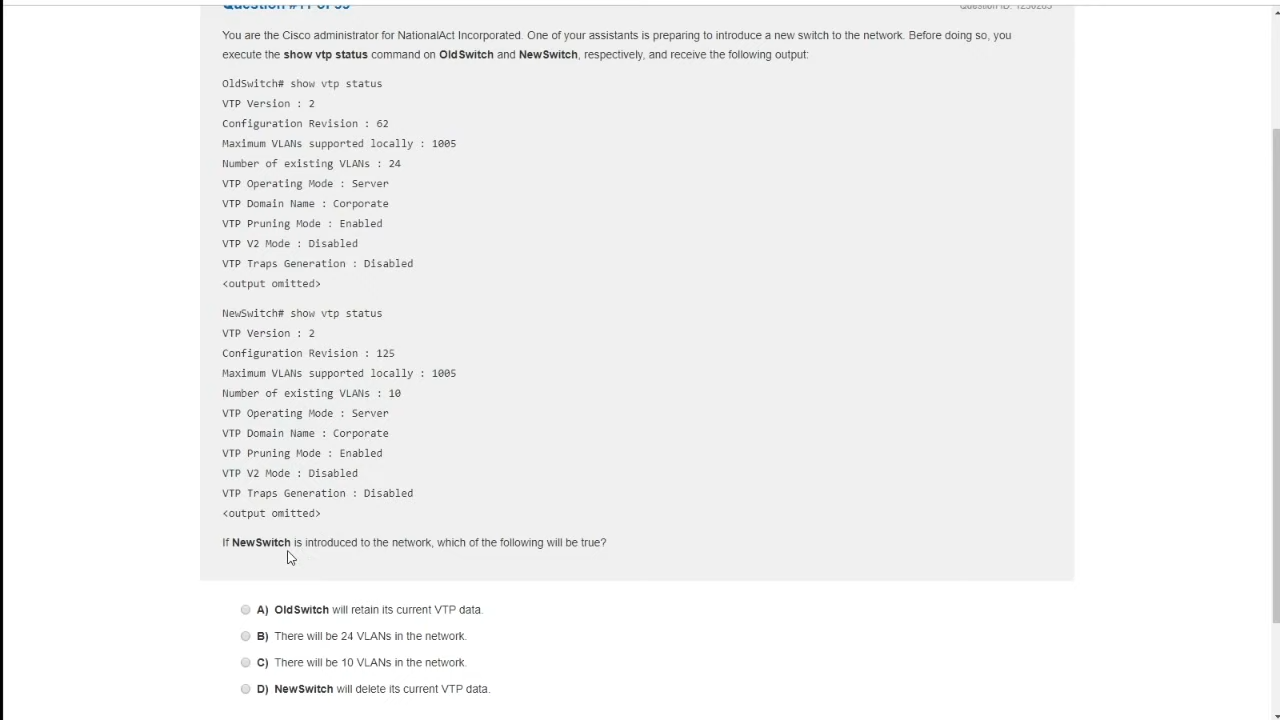 Question #11 of 99
Question ID: 1256285
You are the Cisco administrator for NationalAct Incorporated. One of your assistants is preparing to introduce a new switch to the network. Before doing so, you
execute the show vtp status command on OldSwitch and NewSwitch, respectively, and receive the following output:
OldSwitch# show vtp status
VTP Version : 2
Configuration Revision : 62
Maximum VLANs supported locally : 1005
Number of existing VLANs : 24
VTP Operating Mode : Server
VTP Domain Name : Corporate
VTP Pruning Mode : Enabled
VTP V2 Mode : Disabled
VTP Traps Generation : Disabled
<output omitted>
NewSwitch# show vtp status
VTP Version : 2
Configuration Revision : 125
Maximum VLANs supported locally : 1005
Number of existing VLANs : 10
VTP Operating Mode : Server
VTP Domain Name : Corporate
VTP Pruning Mode : Enabled
VTP V2 Mode : Disabled
VTP Traps Generation : Disabled
<output omitted>
If NewSwitch is introduced to the network, which of the following will be true?
A) OldSwitch will retain its current VTP data.
B) There will be 24 VLANs in the network.
C) There will be 10 VLANs in the network.
D) NewSwitch will delete its current VTP data.